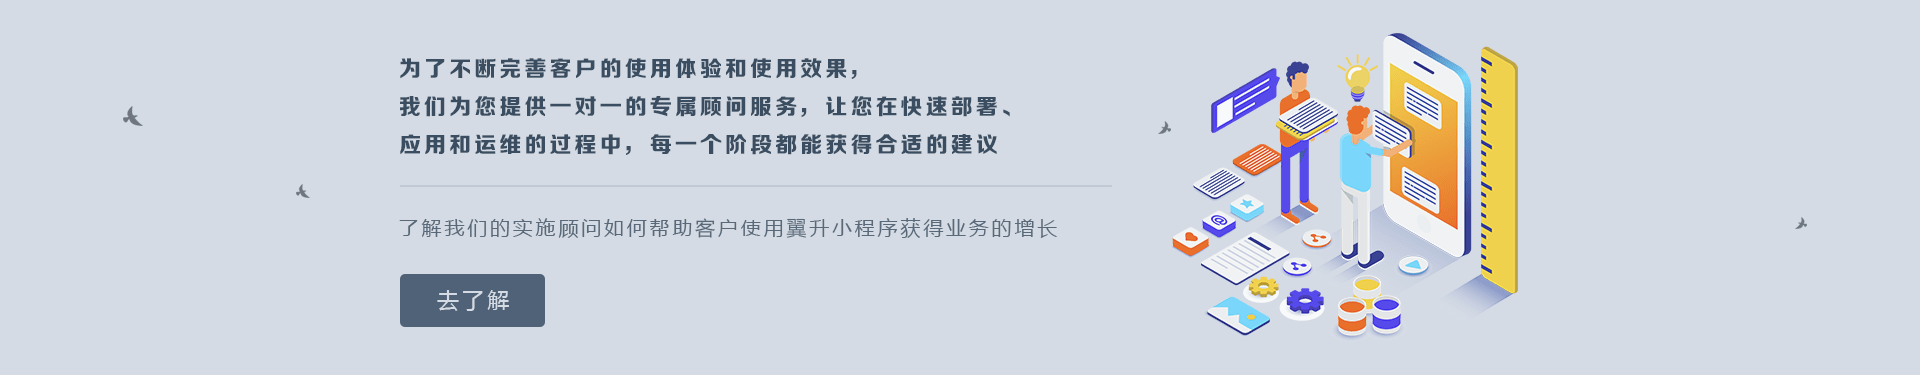 为了不断完善客户的使用体验和使用效果，
我们为您提供一对一的专属顾问服务，让您在快速部署、
应用和运维的过程中，每一个阶段都能获得合适的建议
了解我们的实施顾问如何帮助客户使用翼升小程序获得业务的增长
去了解